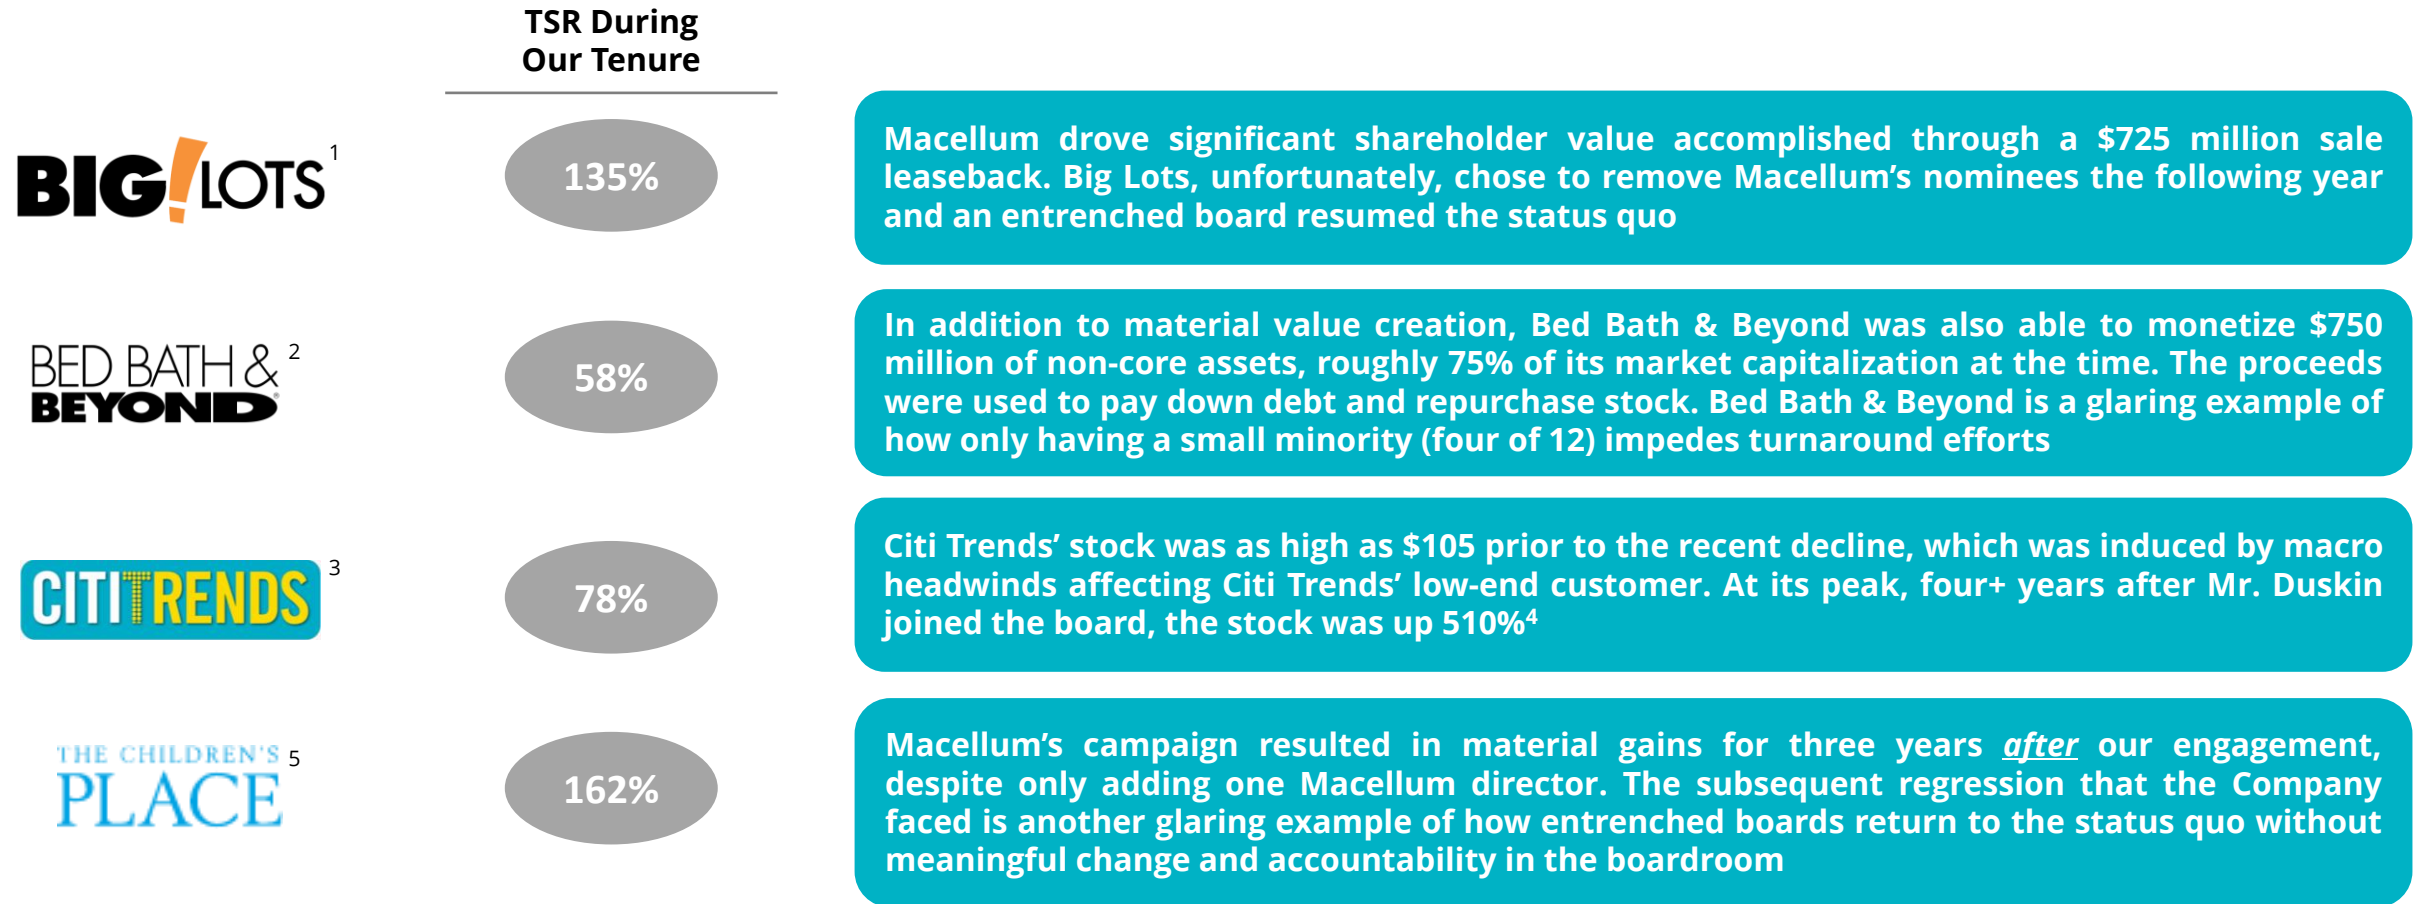 TSR During
Our Tenure
BIG!LOTS 1
135%
Macellum drove significant shareholder value accomplished through a $725 million sale
leaseback. Big Lots, unfortunately, chose to remove Macellum’s nominees the following year
and an entrenched board resumed the status quo
BED BATH & 2
BEYOND®
58%
In addition to material value creation, Bed Bath & Beyond was also able to monetize $750
million of non-core assets, roughly 75% of its market capitalization at the time. The proceeds
were used to pay down debt and repurchase stock. Bed Bath & Beyond is a glaring example of
how only having a small minority (four of 12) impedes turnaround efforts
CITITRENDS 3
78%
Citi Trends’ stock was as high as $105 prior to the recent decline, which was induced by macro
headwinds affecting Citi Trends’ low-end customer. At its peak, four+ years after Mr. Duskin
joined the board, the stock was up 510%4
THE CHILDREN'S 5
PLACE
162%
Macellum’s campaign resulted in material gains for three years after our engagement,
despite only adding one Macellum director. The subsequent regression that the Company
faced is another glaring example of how entrenched boards return to the status quo without
meaningful change and accountability in the boardroom